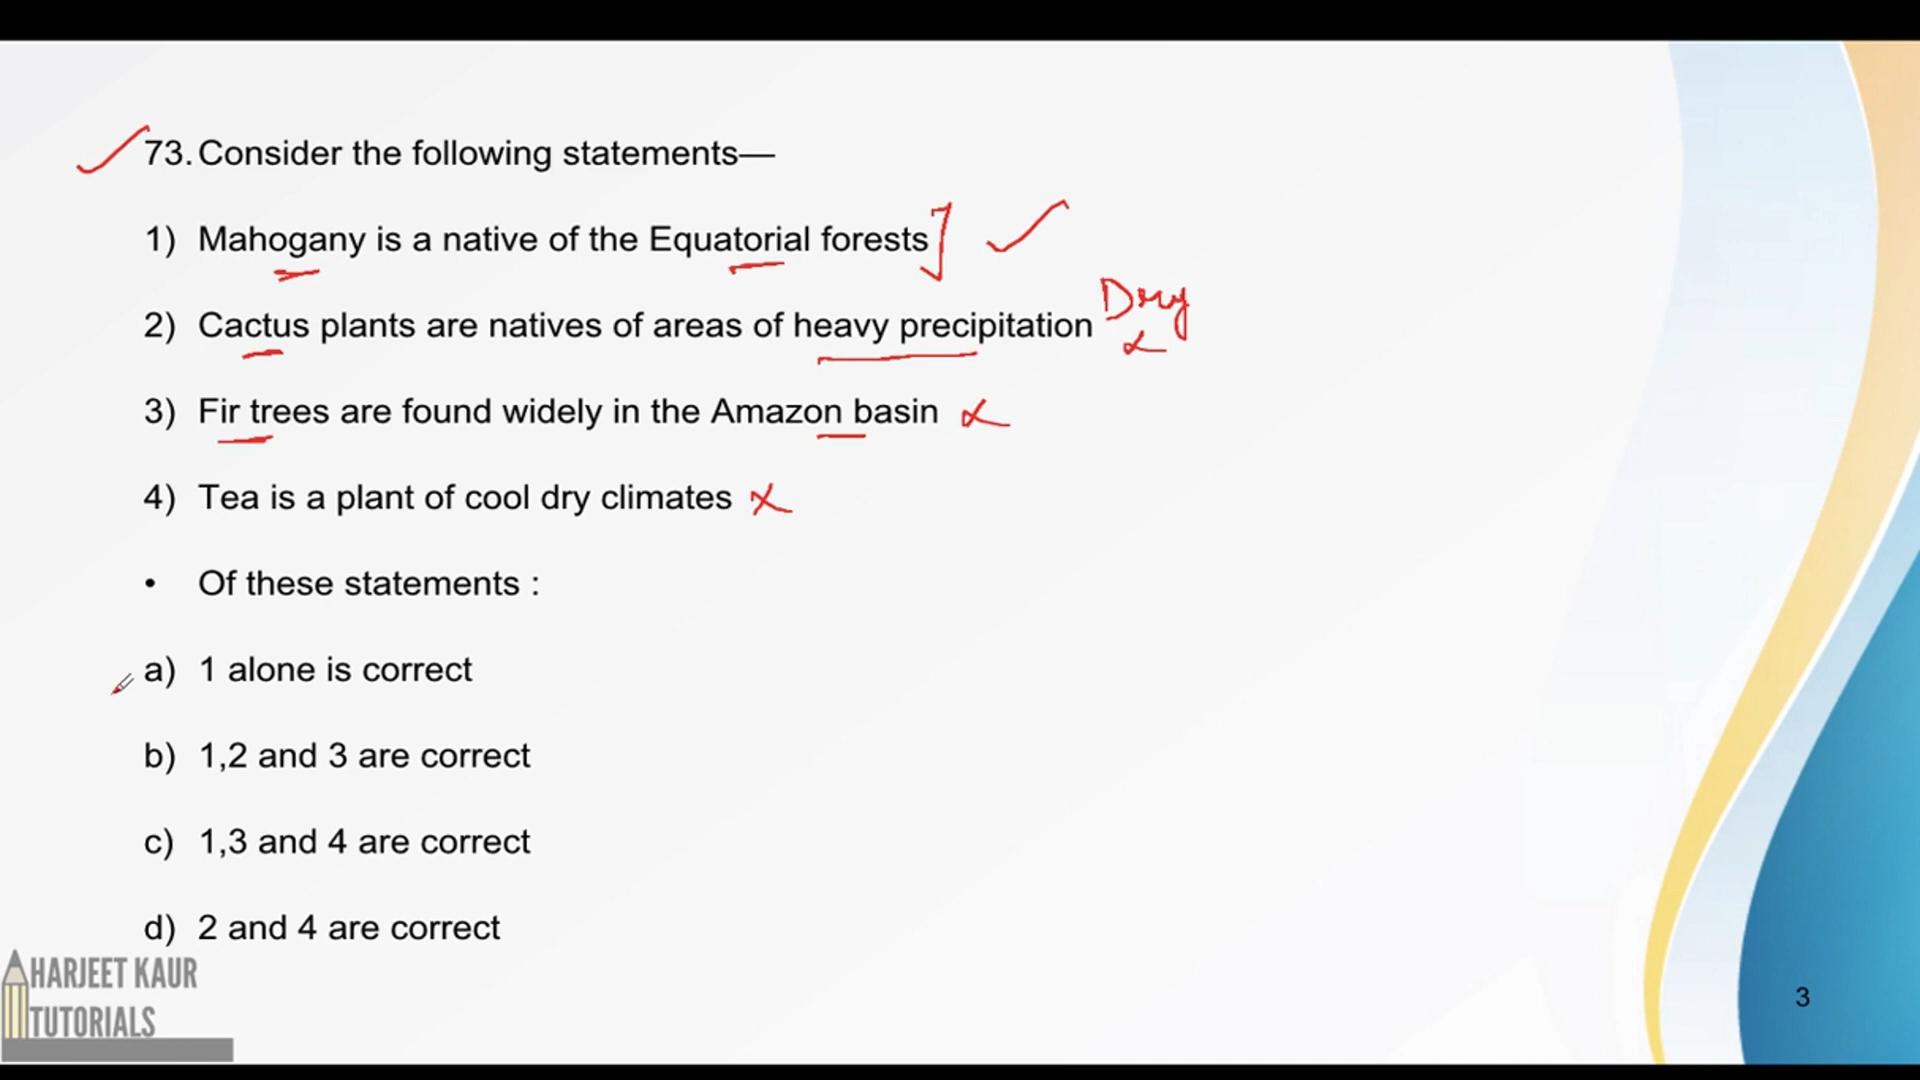 73. Consider the following statements—
1) Mahogany is a native of the Equatorial forests
2) Cactus plants are natives of areas of heavy precipitation Dry
3) Fir trees are found widely in the Amazon basin
4) Tea is a plant of cool dry climates
• Of these statements :
a) 1 alone is correct
b) 1,2 and 3 are correct
c) 1,3 and 4 are correct
d) 2 and 4 are correct
HARJEET KAUR
TUTORIALS
3